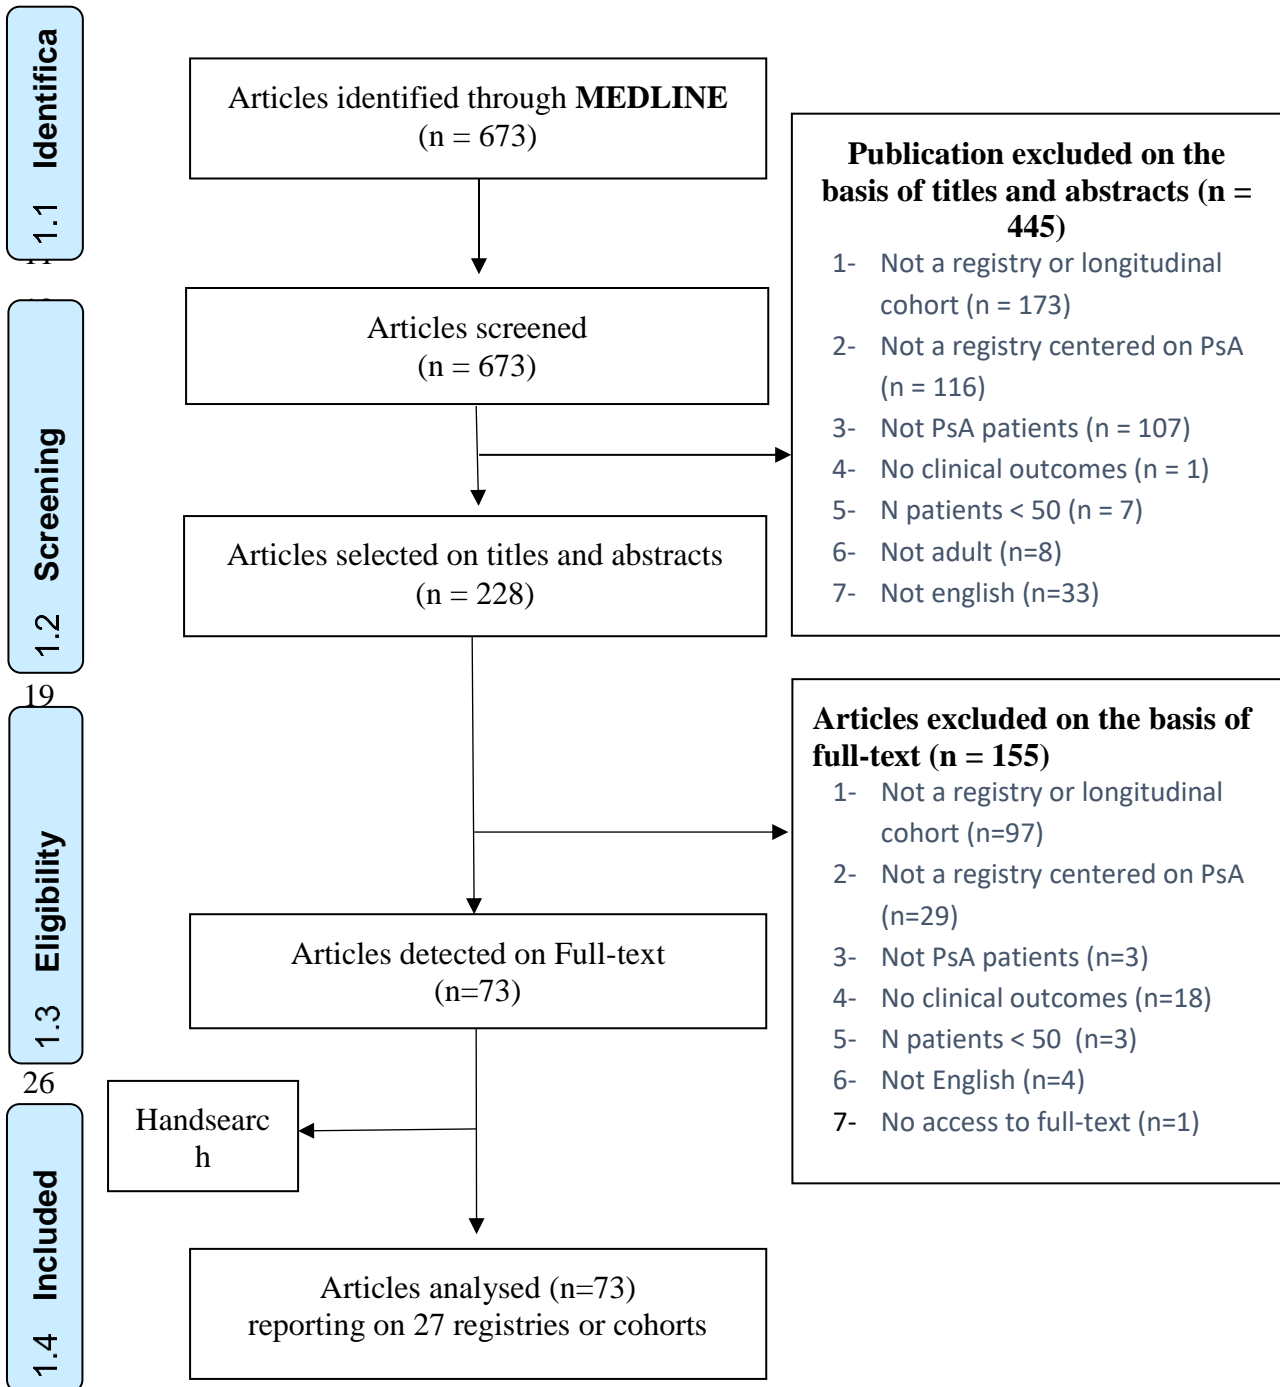 1.1 Identifica
Articles identified through MEDLINE
(n = 673)
Publication excluded on the
basis of titles and abstracts (n =
445)
1- Not a registry or longitudinal
cohort (n = 173)
2- Not a registry centered on PsA
(n = 116)
3- Not PsA patients (n = 107)
4- No clinical outcomes (n = 1)
5- N patients < 50 (n = 7)
6- Not adult (n=8)
7- Not english (n=33)
1.2 Screening
Articles screened
(n = 673)
Articles selected on titles and abstracts
(n = 228)
19
Articles excluded on the basis of
full-text (n = 155)
1- Not a registry or longitudinal
cohort (n=97)
2- Not a registry centered on PsA
(n=29)
3- Not PsA patients (n=3)
4- No clinical outcomes (n=18)
5- N patients < 50 (n=3)
6- Not English (n=4)
7- No access to full-text (n=1)
1.3 Eligibility
Articles detected on Full-text
(n=73)
26
Handsearc
h
1.4 Included
Articles analysed (n=73)
reporting on 27 registries or cohorts